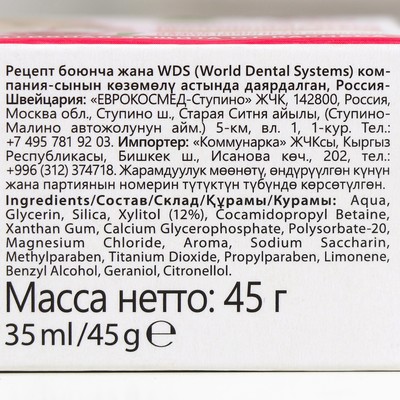 Рецепт боюнча жана WDS (World Dental Systems) ком-
пания-сынын көзөмөлү астында даярдалган, Россия-
Швейцария: «ЕВРОКОСМЕД-Ступино» ЖЧК, 142800, Россия,
Москва обл., Ступино ш., Старая Ситня айылы, (Ступино-
Малино автожолунун айм.) 5-км, вл. 1, 1-кур. Тел.:
+7 495 781 92 03. Импортер: «Коммунарка» ЖЧКсы, Кыргыз
Республикасы, Бишкек ш., Исанова көч., 202, тел.:
+996 (312) 374718. Жарамдуулук мөөнөтү, өндүрүүлгөн күнүн
жана партиянын номерин түтүктүн түбүндө көрсөтүлгөн.
Ingredients/Состав/Склад/Құрамы/Курамы: Aqua,
Glycerin, Silica, Xylitol (12%), Cocamidopropyl Betaine,
Xanthan Gum, Calcium Glycerophosphate, Polysorbate-20,
Magnesium Chloride, Aroma, Sodium Saccharin,
Methylparaben, Titanium Dioxide, Propylparaben, Limonene,
Benzyl Alcohol, Geraniol, Citronellol.
Масса нетто: 45 г
35 ml/45 g ℮